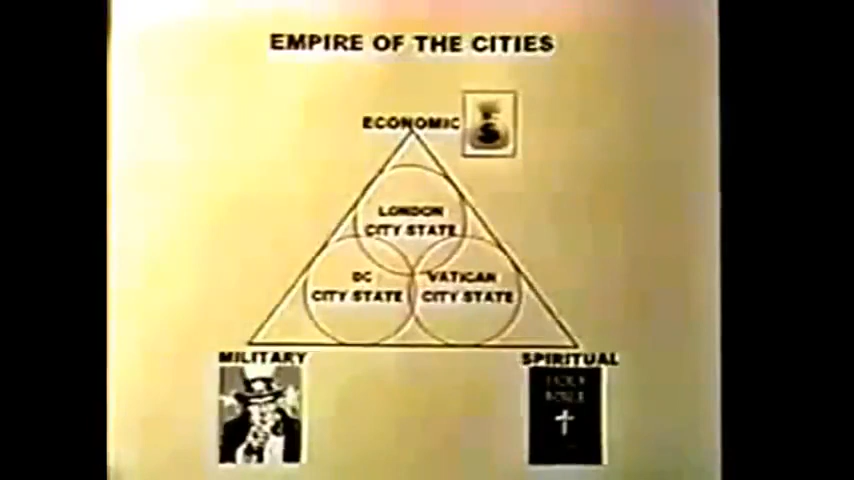 EMPIRE OF THE CITIES
ECONOMIC
$
LONDON
CITY STATE
DC
CITY STATE
VATICAN
CITY STATE
MILITARY
SPIRITUAL
HOLY
BIBLE